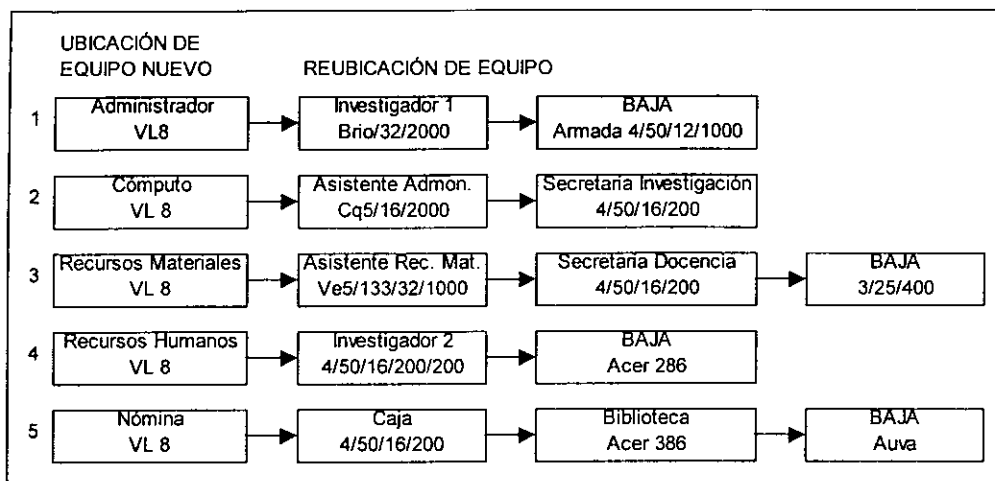 UBICACIÓN DE
EQUIPO NUEVO
REUBICACIÓN DE EQUIPO
1
Administrador
VL8
Investigador 1
Brio/32/2000
BAJA
Armada 4/50/12/1000
2
Cómputo
VL 8
Asistente Admon.
Cq5/16/2000
Secretaria Investigación
4/50/16/200
3
Recursos Materiales
VL 8
Asistente Rec. Mat.
Ve5/133/32/1000
Secretaria Docencia
4/50/16/200
BAJA
3/25/400
4
Recursos Humanos
VL 8
Investigador 2
4/50/16/200/200
BAJA
Acer 286
5
Nómina
VL 8
Caja
4/50/16/200
Biblioteca
Acer 386
BAJA
Auva